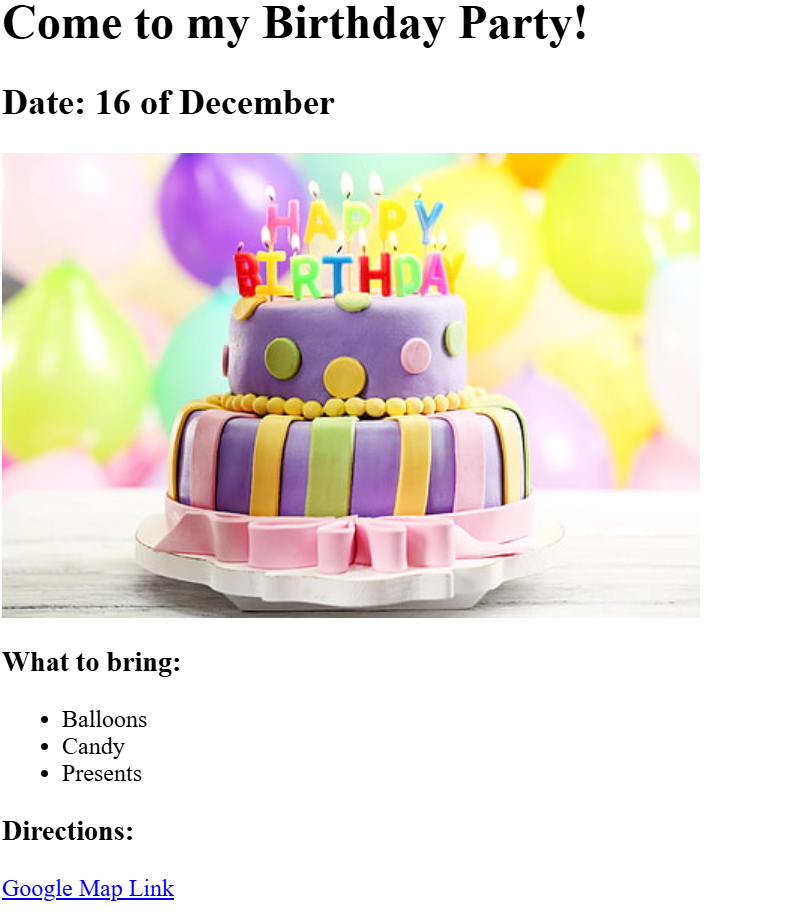 Come to my Birthday Party!
Date: 16 of December
HAPPY
BIRTHDAY
What to bring:
Balloons
Candy
Presents
Directions:
Google Map Link